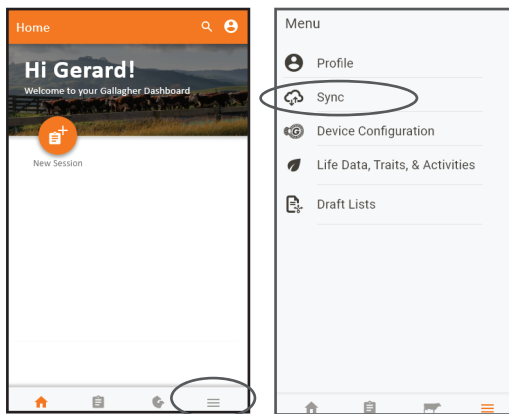 Home
Hi Gerard!
Welcome to your Gallagher Dashboard
New Session
Menu
Profile
Sync
Device Configuration
Life Data, Traits, & Activities
Draft Lists